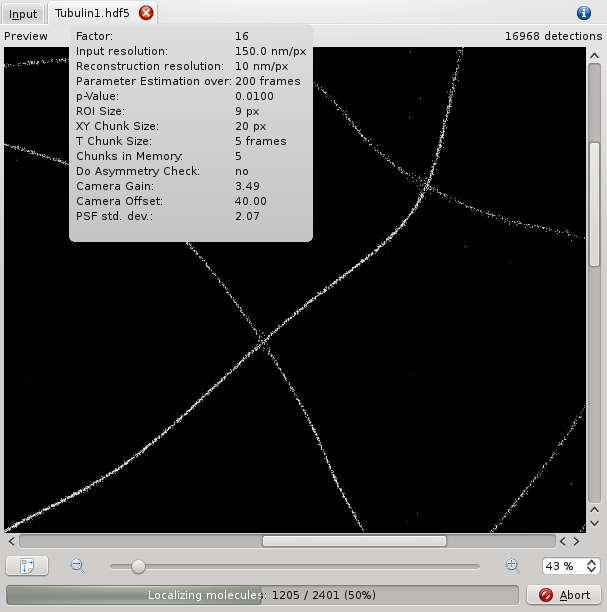 Input Tubulin1.hdf5
Preview 16968 detections
Factor: 16
Input resolution: 150.0 nm/px
Reconstruction resolution: 10 nm/px
Parameter Estimation over: 200 frames
p-Value: 0.0100
ROI Size: 9 px
XY Chunk Size: 20 px
T Chunk Size: 5 frames
Chunks in Memory: 5
Do Asymmetry Check: no
Camera Gain: 3.49
Camera Offset: 40.00
PSF std. dev.: 2.07
43 %
Localizing molecules: 1205 / 2401 (50%) Abort